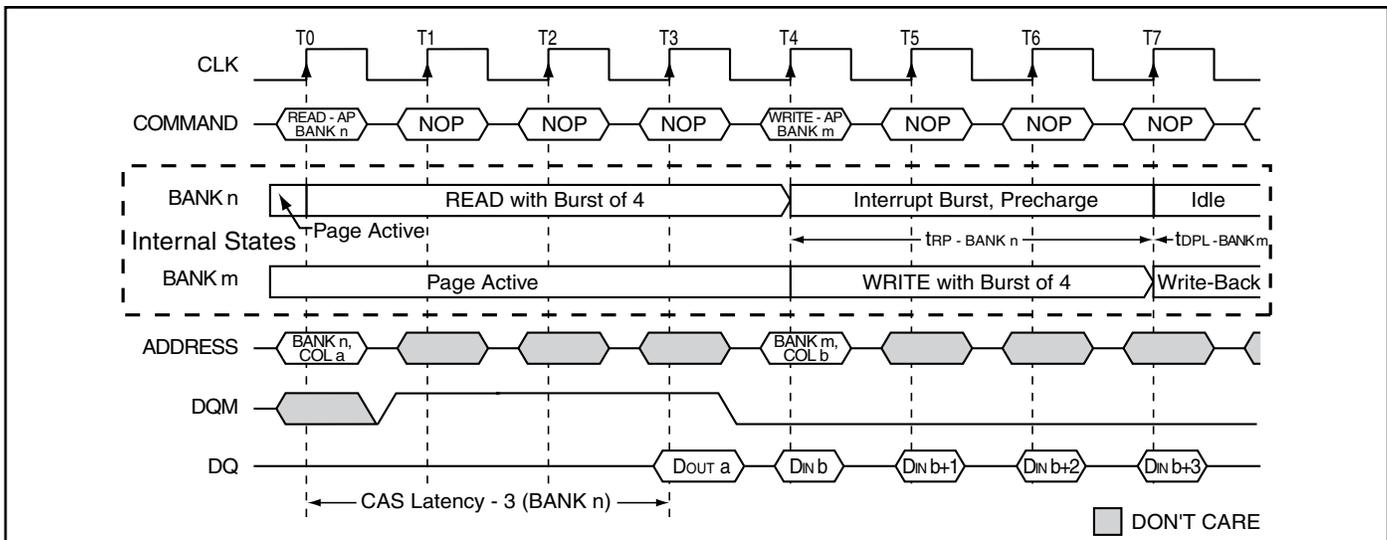 T0 T1 T2 T3 T4 T5 T6 T7
CLK
COMMAND
READ - AP
BANK n
NOP NOP NOP
WRITE - AP
BANK m
NOP NOP NOP
BANK n
READ with Burst of 4 Interrupt Burst, Precharge Idle
Page Active
Internal States
tRP - BANK n tDPL - BANK m
BANK m
Page Active WRITE with Burst of 4 Write-Back
ADDRESS
BANK n,
COL a
BANK m,
COL b
DQM
DQ
DOUT a DIN b DIN b+1 DIN b+2 DIN b+3
CAS Latency - 3 (BANK n)
DON'T CARE